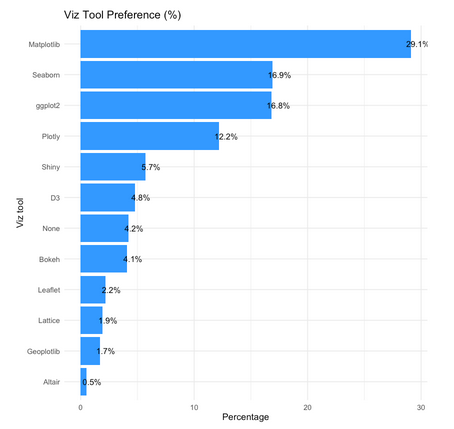 Viz Tool Preference (%)
Matplotlib 29.1%
Seaborn 16.9%
ggplot2 16.8%
Plotly 12.2%
Shiny 5.7%
D3 4.8%
None 4.2%
Bokeh 4.1%
Leaflet 2.2%
Lattice 1.9%
Geoplotlib 1.7%
Altair 0.5%
Viz tool
0 10 20 30
Percentage